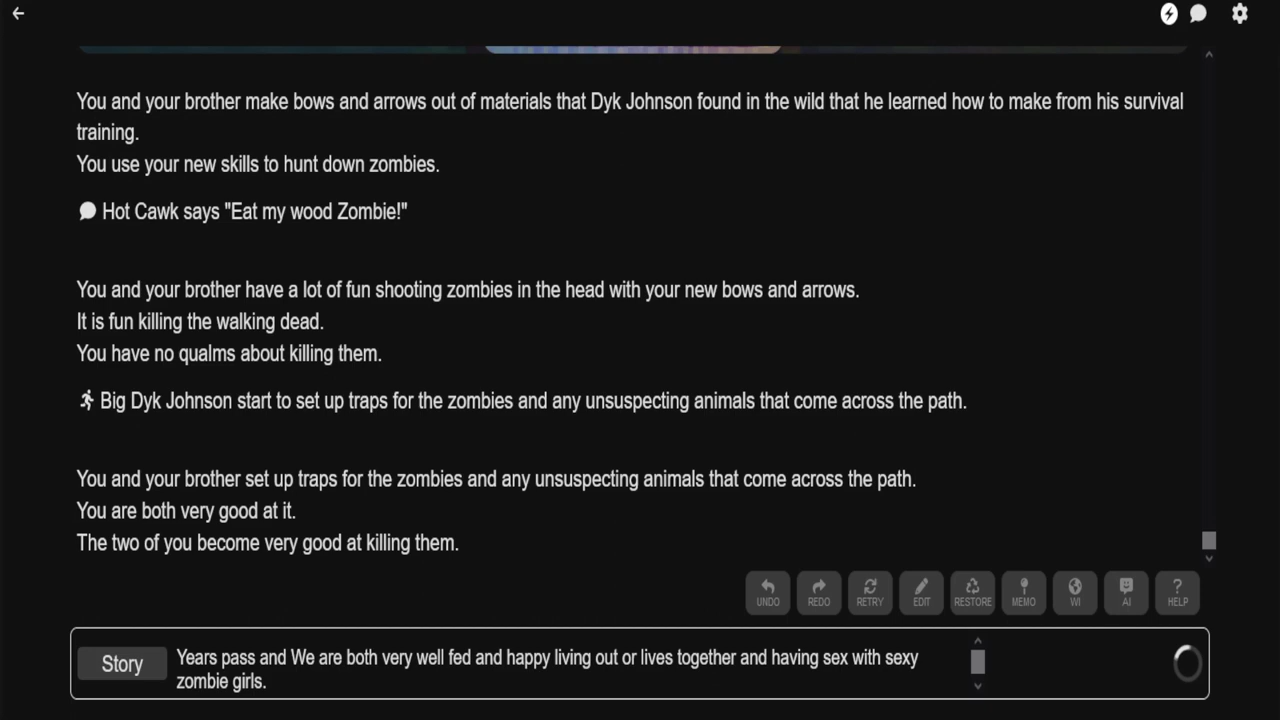 You and your brother make bows and arrows out of materials that Dyk Johnson found in the wild that he learned how to make from his survival
training.
You use your new skills to hunt down zombies.
Hot Cawk says "Eat my wood Zombie!"
You and your brother have a lot of fun shooting zombies in the head with your new bows and arrows.
It is fun killing the walking dead.
You have no qualms about killing them.
Big Dyk Johnson start to set up traps for the zombies and any unsuspecting animals that come across the path.
You and your brother set up traps for the zombies and any unsuspecting animals that come across the path.
You are both very good at it.
The two of you become very good at killing them.
UNDO REDO RETRY EDIT RESTORE MEMO WI AI HELP
Story
Years pass and We are both very well fed and happy living out or lives together and having sex with sexy
zombie girls.